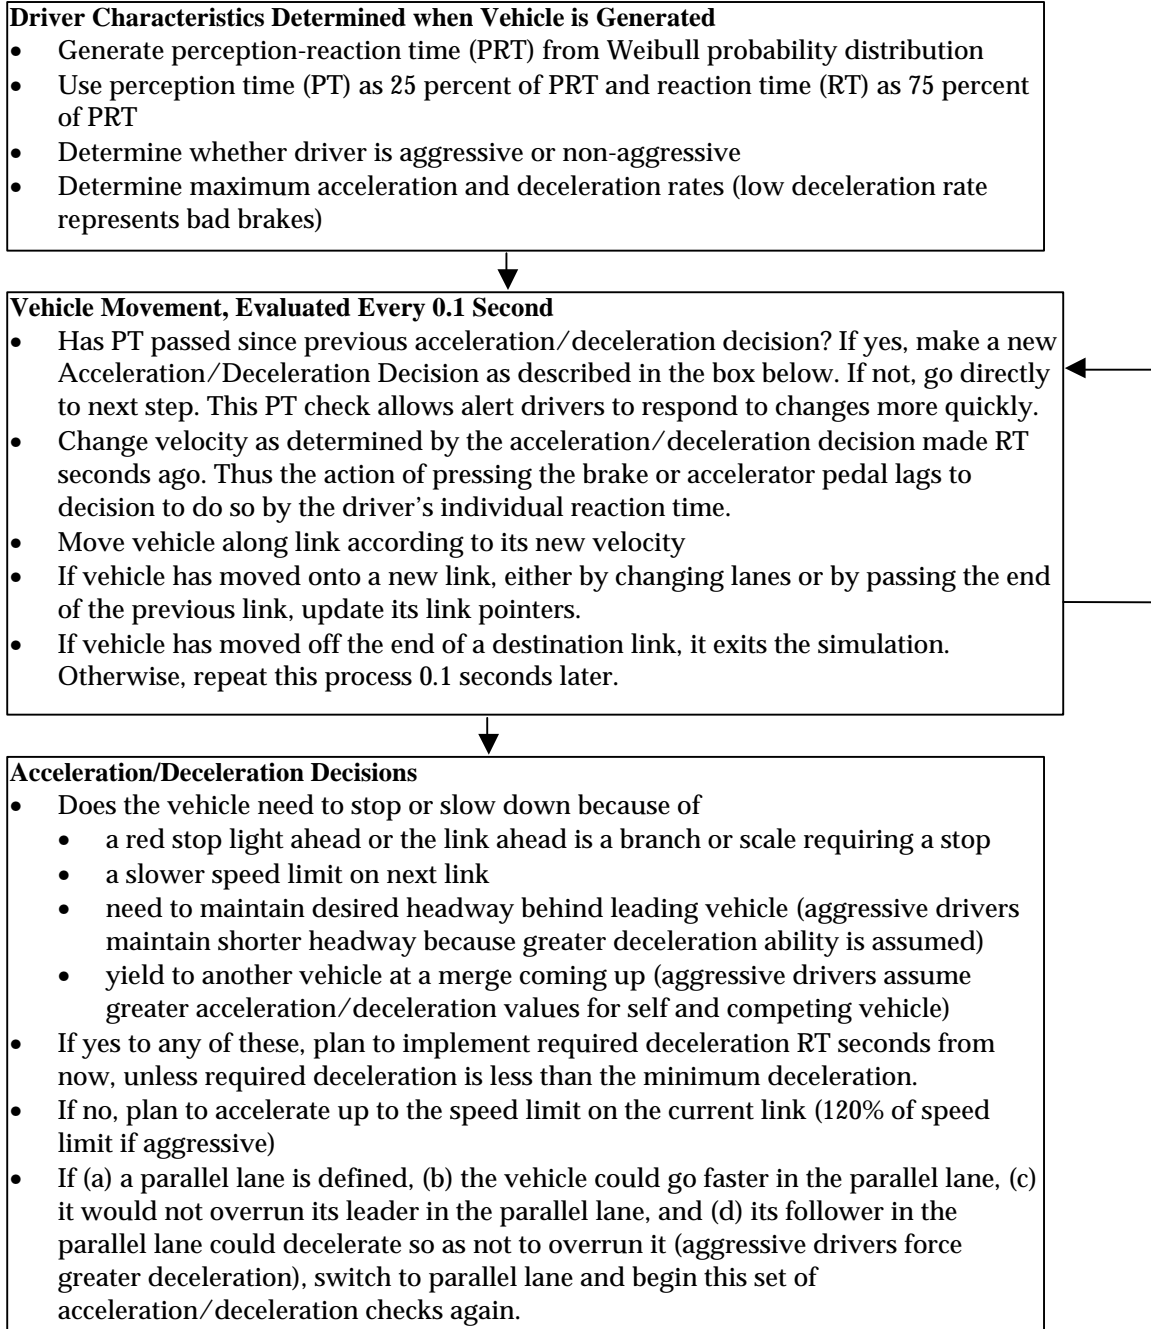 Driver Characteristics Determined when Vehicle is Generated
• Generate perception-reaction time (PRT) from Weibull probability distribution
• Use perception time (PT) as 25 percent of PRT and reaction time (RT) as 75 percent
of PRT
• Determine whether driver is aggressive or non-aggressive
• Determine maximum acceleration and deceleration rates (low deceleration rate
represents bad brakes)
Vehicle Movement, Evaluated Every 0.1 Second
• Has PT passed since previous acceleration/deceleration decision? If yes, make a new
Acceleration/Deceleration Decision as described in the box below. If not, go directly
to next step. This PT check allows alert drivers to respond to changes more quickly.
• Change velocity as determined by the acceleration/deceleration decision made RT
seconds ago. Thus the action of pressing the brake or accelerator pedal lags to
decision to do so by the driver's individual reaction time.
• Move vehicle along link according to its new velocity
• If vehicle has moved onto a new link, either by changing lanes or by passing the end
of the previous link, update its link pointers.
• If vehicle has moved off the end of a destination link, it exits the simulation.
Otherwise, repeat this process 0.1 seconds later.
Acceleration/Deceleration Decisions
• Does the vehicle need to stop or slow down because of
• a red stop light ahead or the link ahead is a branch or scale requiring a stop
• a slower speed limit on next link
• need to maintain desired headway behind leading vehicle (aggressive drivers
maintain shorter headway because greater deceleration ability is assumed)
• yield to another vehicle at a merge coming up (aggressive drivers assume
greater acceleration/deceleration values for self and competing vehicle)
• If yes to any of these, plan to implement required deceleration RT seconds from
now, unless required deceleration is less than the minimum deceleration.
• If no, plan to accelerate up to the speed limit on the current link (120% of speed
limit if aggressive)
• If (a) a parallel lane is defined, (b) the vehicle could go faster in the parallel lane, (c)
it would not overrun its leader in the parallel lane, and (d) its follower in the
parallel lane could decelerate so as not to overrun it (aggressive drivers force
greater deceleration), switch to parallel lane and begin this set of
acceleration/deceleration checks again.